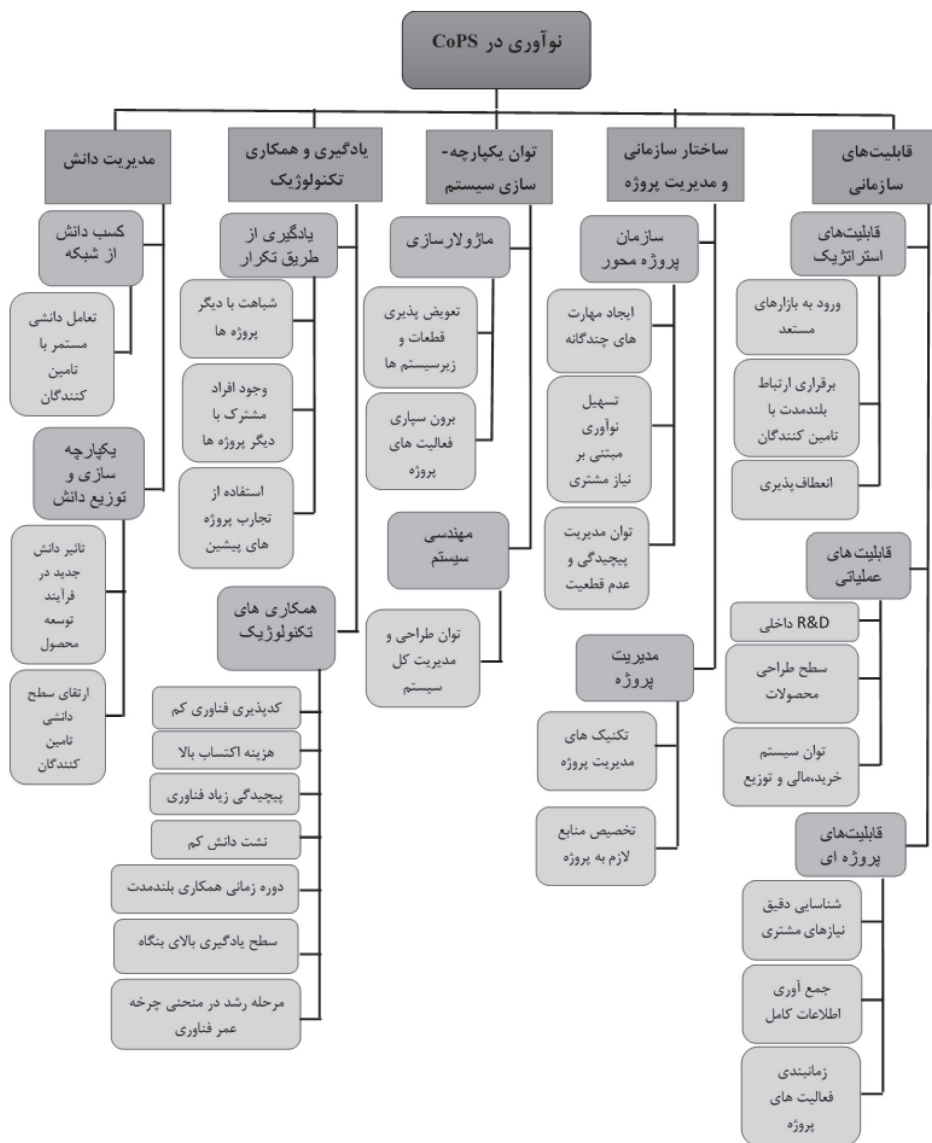 نوآوری در CoPS
قابلیت‌های
سازمانی
قابلیت‌های
استراتژیک
ورود به بازارهای
مستعد
برقراری ارتباط
بلندمدت با
تامین کنندگان
انعطاف‌پذیری
قابلیت های
عملیاتی
R&D داخلی
سطح طراحی
محصولات
توان سیستم
خرید،مالی و توزیع
قابلیت‌های
پروژه ای
شناسایی دقیق
نیازهای مشتری
جمع آوری
اطلاعات کامل
زمانبندی
فعالیت های
پروژه
ساختار سازمانی
و مدیریت پروژه
سازمان
پروژه محور
ایجاد مهارت
های چندگانه
تسهیل
نوآوری
مبتنی بر
نیاز مشتری
توان مدیریت
پیچیدگی و
عدم قطعیت
مدیریت
پروژه
تکنیک های
مدیریت پروژه
تخصیص منابع
لازم به پروژه
توان یکپارچه-
سازی سیستم
ماژولارسازی
تعویض پذیری
قطعات و
زیرسیستم ها
برون سپاری
فعالیت های
پروژه
مهندسی
سیستم
توان طراحی و
مدیریت کل
سیستم
یادگیری و همکاری
تکنولوژیک
یادگیری از
طریق تکرار
شباهت با دیگر
پروژه ها
وجود افراد
مشترک با
دیگر پروژه ها
استفاده از
تجارب پروژه
های پیشین
همکاری های
تکنولوژیک
کدپذیری فناوری کم
هزینه اکتساب بالا
پیچیدگی زیاد فناوری
نشت دانش کم
دوره زمانی همکاری بلندمدت
سطح یادگیری بالای بنگاه
مرحله رشد در منحنی چرخه
عمر فناوری
مدیریت دانش
کسب دانش
از شبکه
تعامل دانشی
مستمر با
تامین
کنندگان
یکپارچه
سازی و
توزیع دانش
تاثیر دانش
جدید در
فرآیند
توسعه
محصول
ارتقای سطح
دانشی
تامین
کنندگان